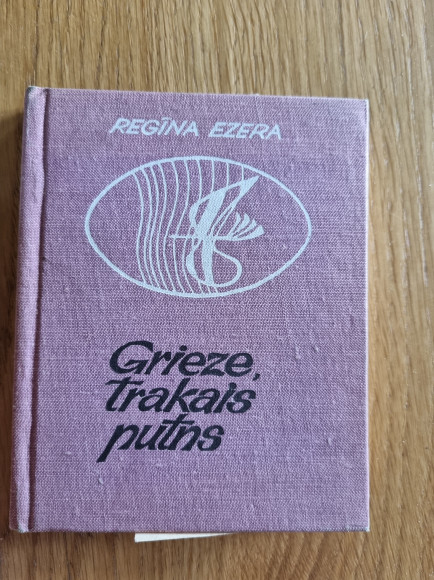 REGĪNA EZERA
Grieze,
trakais
putns